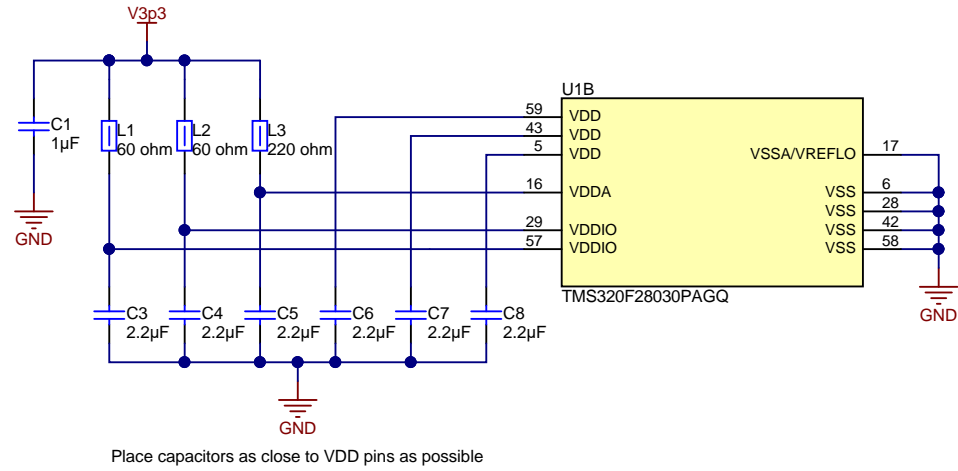 V3p3
U1B
C1
1µF
L1
60 ohm
L2
60 ohm
L3
220 ohm
59 VDD
43 VDD
5 VDD
16 VDDA
29 VDDIO
57 VDDIO
VSSA/VREFLO 17
VSS 6
VSS 28
VSS 42
VSS 58
GND
TMS320F28030PAGQ
GND
C3
2.2µF
C4
2.2µF
C5
2.2µF
C6
2.2µF
C7
2.2µF
C8
2.2µF
GND
Place capacitors as close to VDD pins as possible